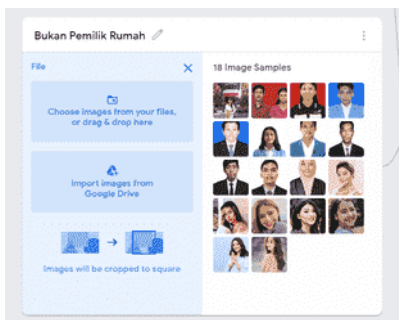 Bukan Pemilik Rumah
File
18 Image Samples
Choose images from your files,
or drag & drop here
Import images from
Google Drive
Images will be cropped to square